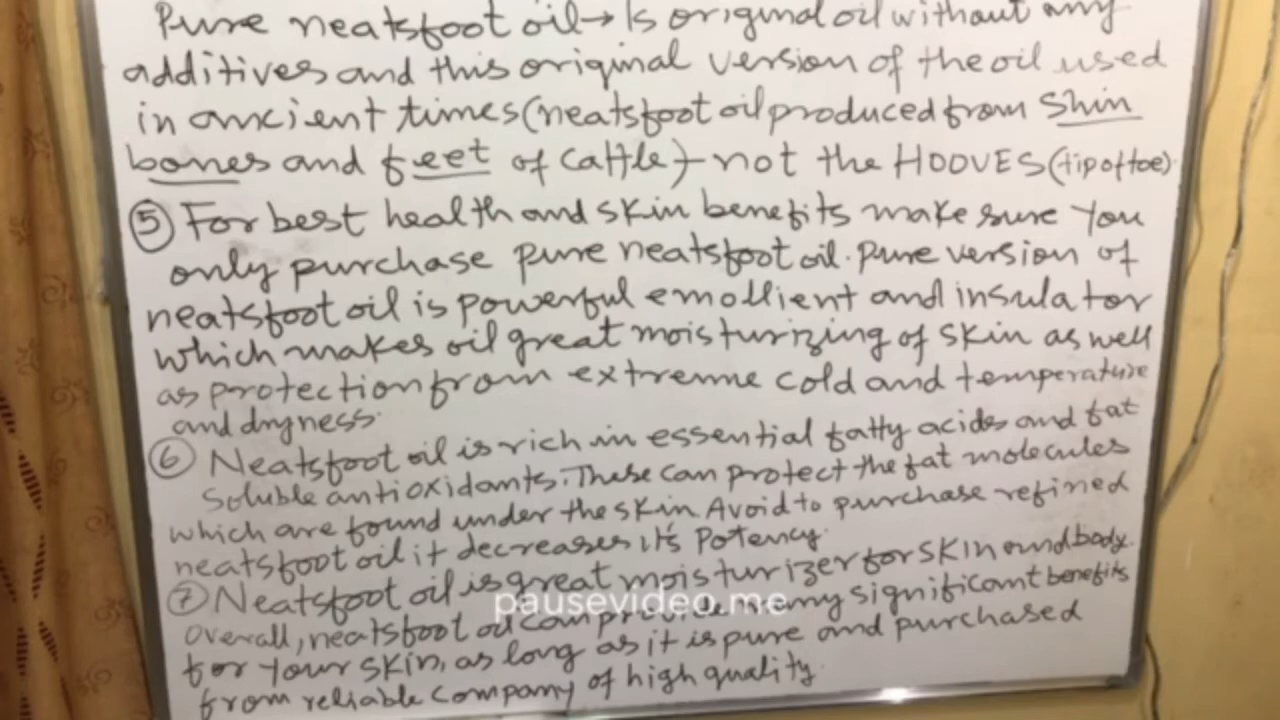 Pure neatsfoot oil → Is original oil without any
additives and this original version of the oil used
in ancient times (neatsfoot oil produced from Shin
bones and feet of cattle) - not the HOOVES (tip of toe)
⑤ For best health and skin benefits make sure you
only purchase pure neatsfoot oil. Pure version of
neatsfoot oil is powerful emollient and insulator
which makes oil great moisturizing of skin as well
as protection from extreme cold and temperature
and dryness.
⑥ Neatsfoot oil is rich in essential fatty acids and fat
soluble antioxidants. These can protect the fat molecules
which are found under the skin. Avoid to purchase refined
neatsfoot oil it decreases it's Potency.
⑦ Neatsfoot oil is great moisturizer for skin and body.
Overall, neatsfoot oil can provide many significant benefits
for your skin, as long as it is pure and purchased
from reliable company of high quality.
pausevideo.me